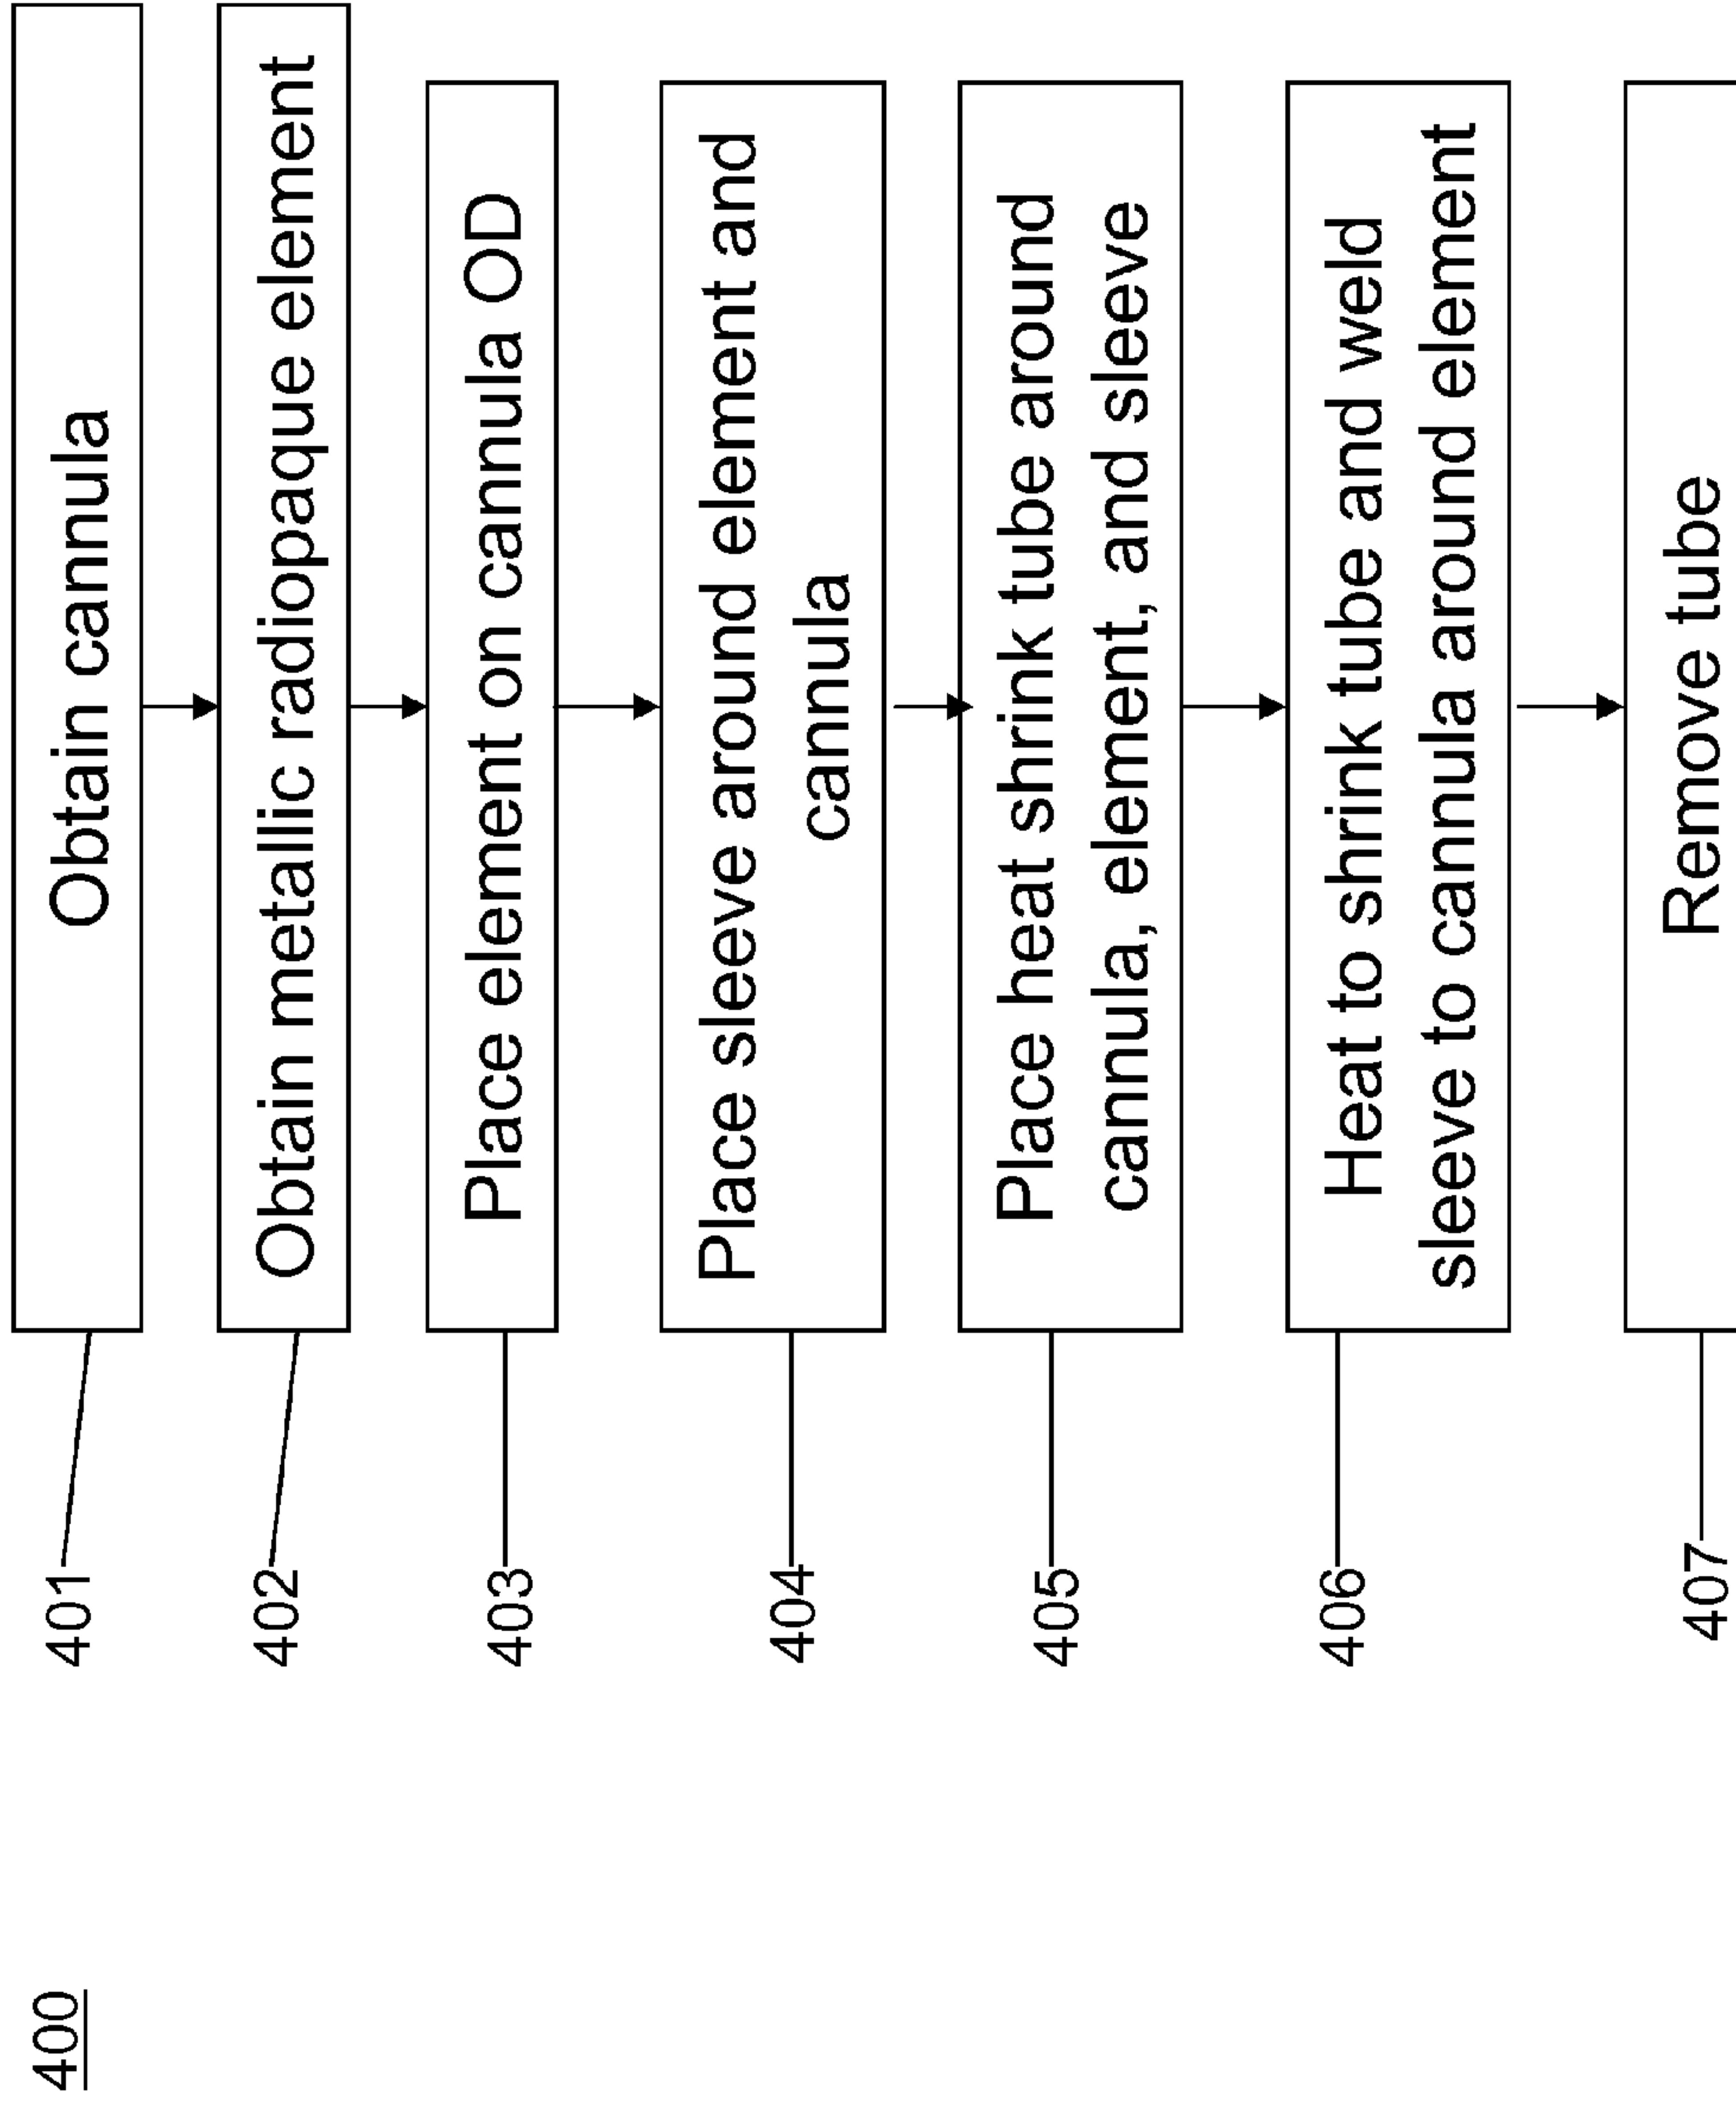 400
401
Obtain cannula
402
Obtain metallic radiopaque element
403
Place element on cannula OD
404
Place sleeve around element and
cannula
405
Place heat shrink tube around
cannula, element, and sleeve
406
Heat to shrink tube and weld
sleeve to cannula around element
407
Remove tube